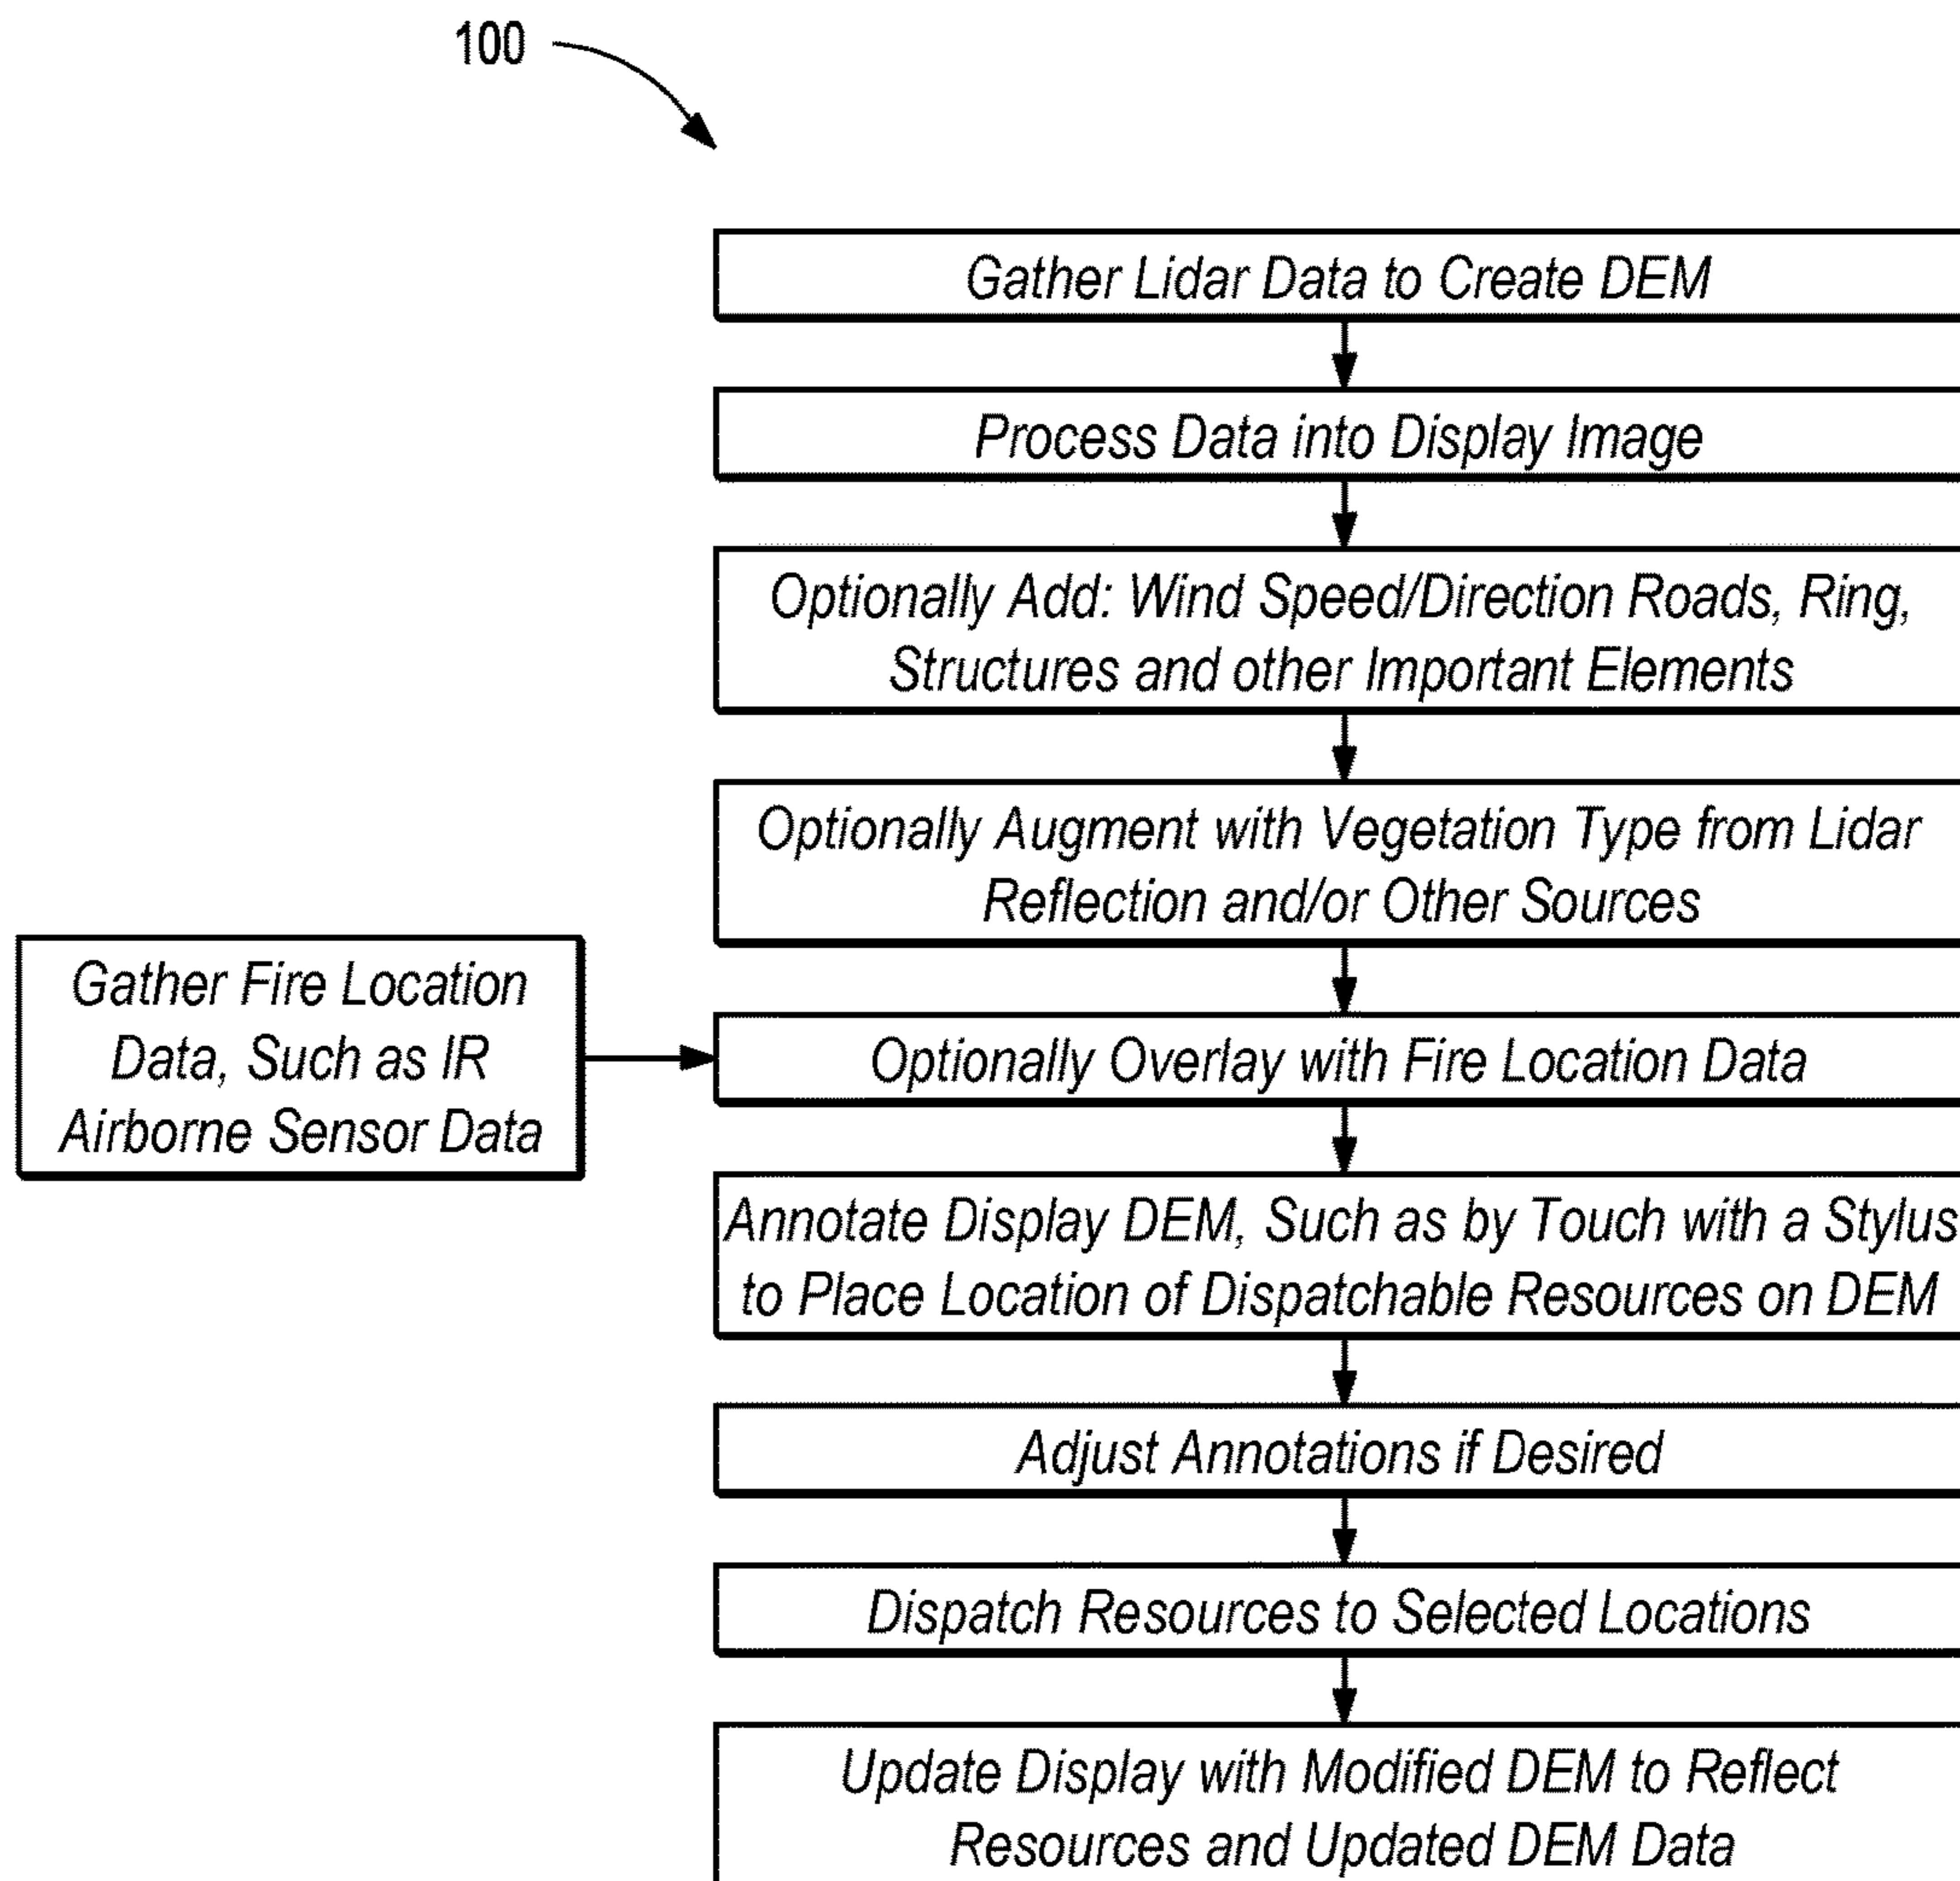 100
Gather Lidar Data to Create DEM
Process Data into Display Image
Optionally Add: Wind Speed/Direction Roads, Ring,
Structures and other Important Elements
Optionally Augment with Vegetation Type from Lidar
Reflection and/or Other Sources
Gather Fire Location
Data, Such as IR
Airborne Sensor Data
Optionally Overlay with Fire Location Data
Annotate Display DEM, Such as by Touch with a Stylus
to Place Location of Dispatchable Resources on DEM
Adjust Annotations if Desired
Dispatch Resources to Selected Locations
Update Display with Modified DEM to Reflect
Resources and Updated DEM Data